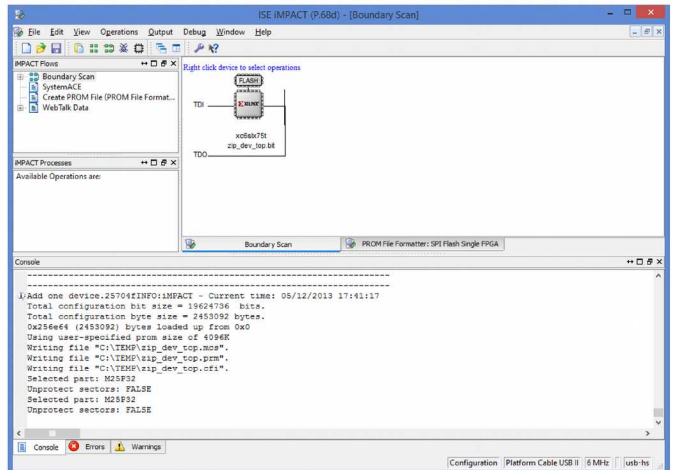 ISE iMPACT (P.68d) - [Boundary Scan]
File Edit View Operations Output Debug Window Help
iMPACT Flows
Boundary Scan
SystemACE
Create PROM File (PROM File Format...
WebTalk Data
Right click device to select operations
FLASH
TDI
XILINX
xc6slx75t
zip_dev_top.bit
TDO
iMPACT Processes
Available Operations are:
Boundary Scan
PROM File Formatter: SPI Flash Single FPGA
Console
----------------------------------------------------------------------
----------------------------------------------------------------------
Add one device.25704fINFO:iMPACT - Current time: 05/12/2013 17:41:17
Total configuration bit size = 19624736 bits.
Total configuration byte size = 2453092 bytes.
0x256e64 (2453092) bytes loaded up from 0x0
Using user-specified prom size of 4096K
Writing file "C:\TEMP\zip_dev_top.mcs".
Writing file "C:\TEMP\zip_dev_top.prm".
Writing file "C:\TEMP\zip_dev_top.cfi".
Selected part: M25P32
Unprotect sectors: FALSE
Selected part: M25P32
Unprotect sectors: FALSE
Console Errors Warnings
Configuration Platform Cable USB II 6 MHz usb-hs